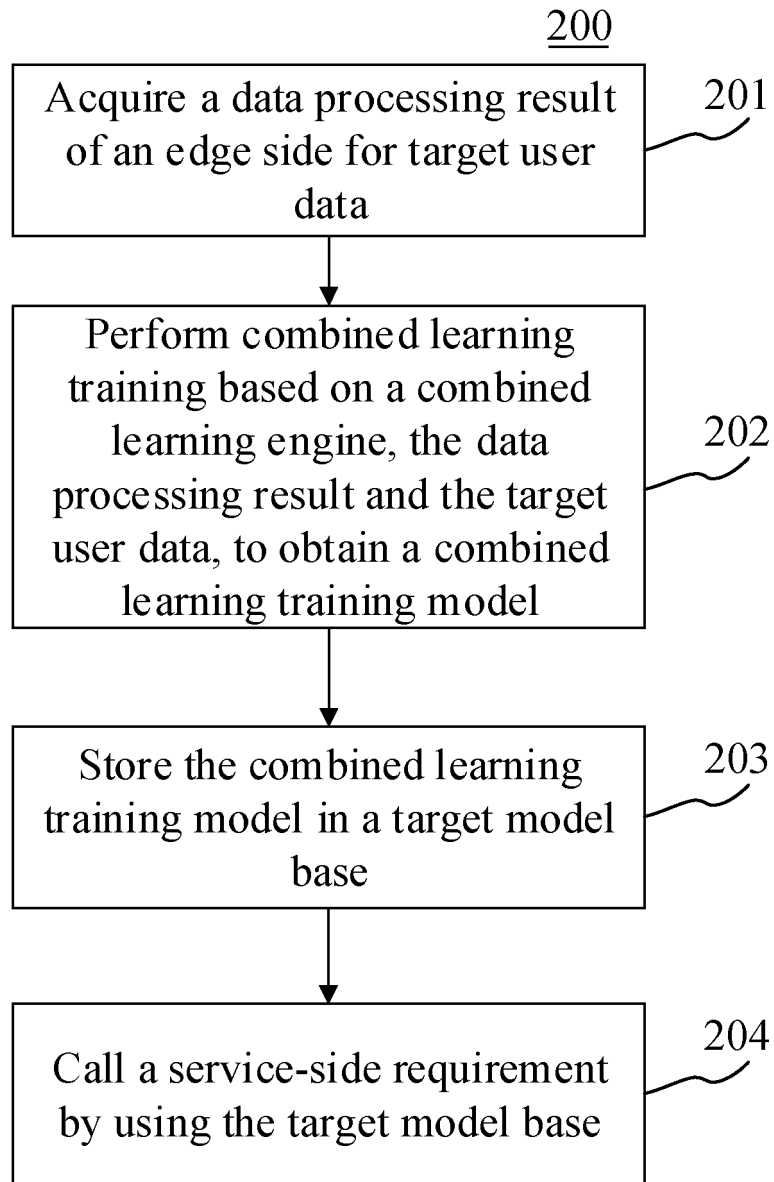 200
Acquire a data processing result
of an edge side for target user
data
201
Perform combined learning
training based on a combined
learning engine, the data
processing result and the target
user data, to obtain a combined
learning training model
202
Store the combined learning
training model in a target model
base
203
Call a service-side requirement
by using the target model base
204